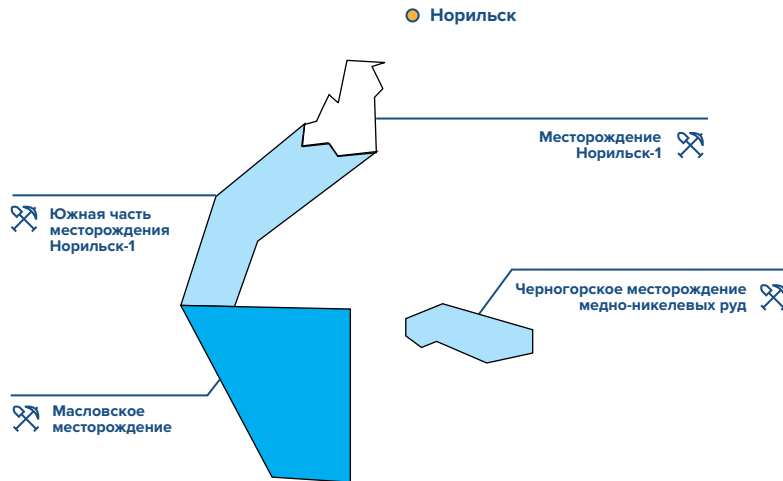 Норильск
Месторождение
Норильск-1
Южная часть
месторождения
Норильск-1
Черногорское месторождение
медно-никелевых руд
Масловское
месторождение